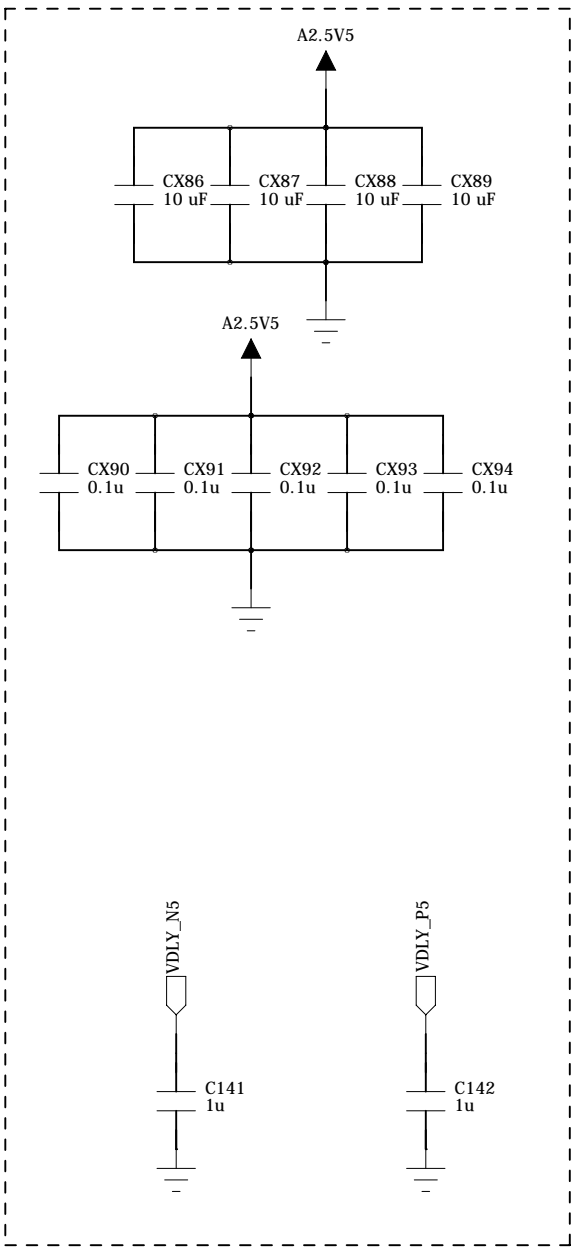 A2.5V5
CX86 CX87 CX88 CX89
10 uF 10 uF 10 uF 10 uF
A2.5V5
CX90 CX91 CX92 CX93 CX94
0.1u 0.1u 0.1u 0.1u 0.1u
VDLY_N5
VDLY_P5
C141 C142
1u 1u